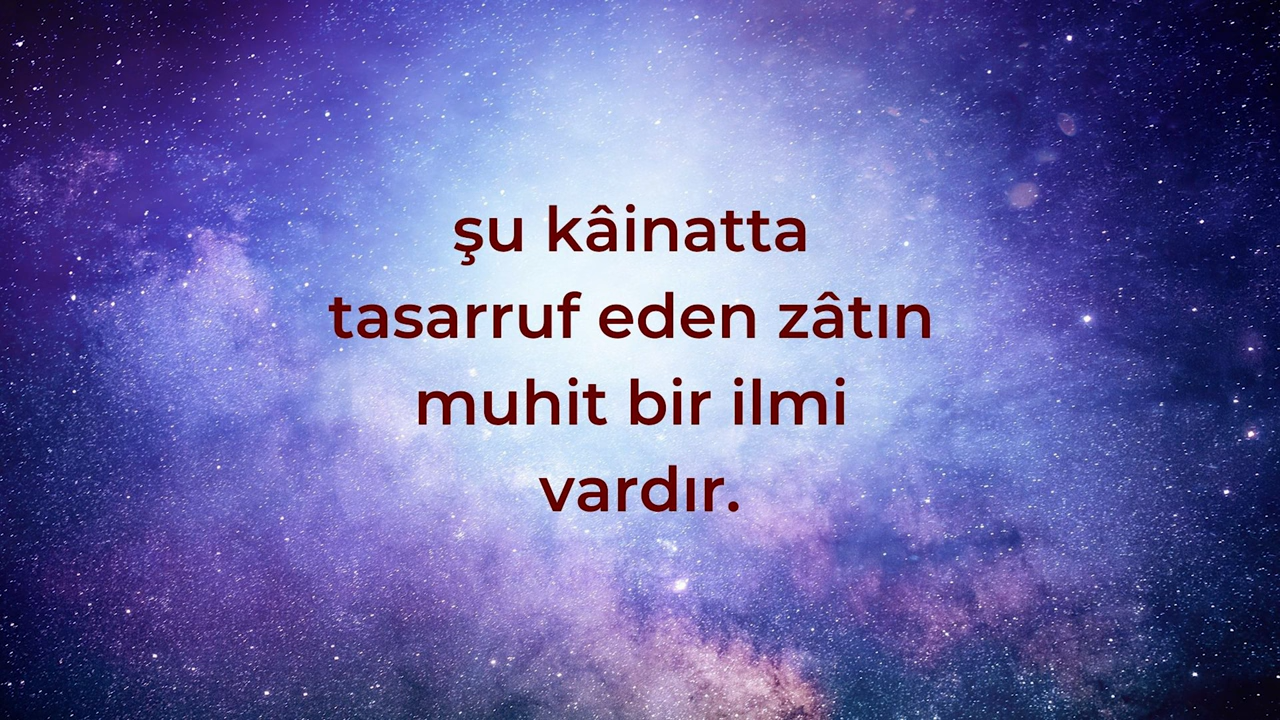 şu kâinatta
tasarruf eden zâtın
muhit bir ilmi
vardır.